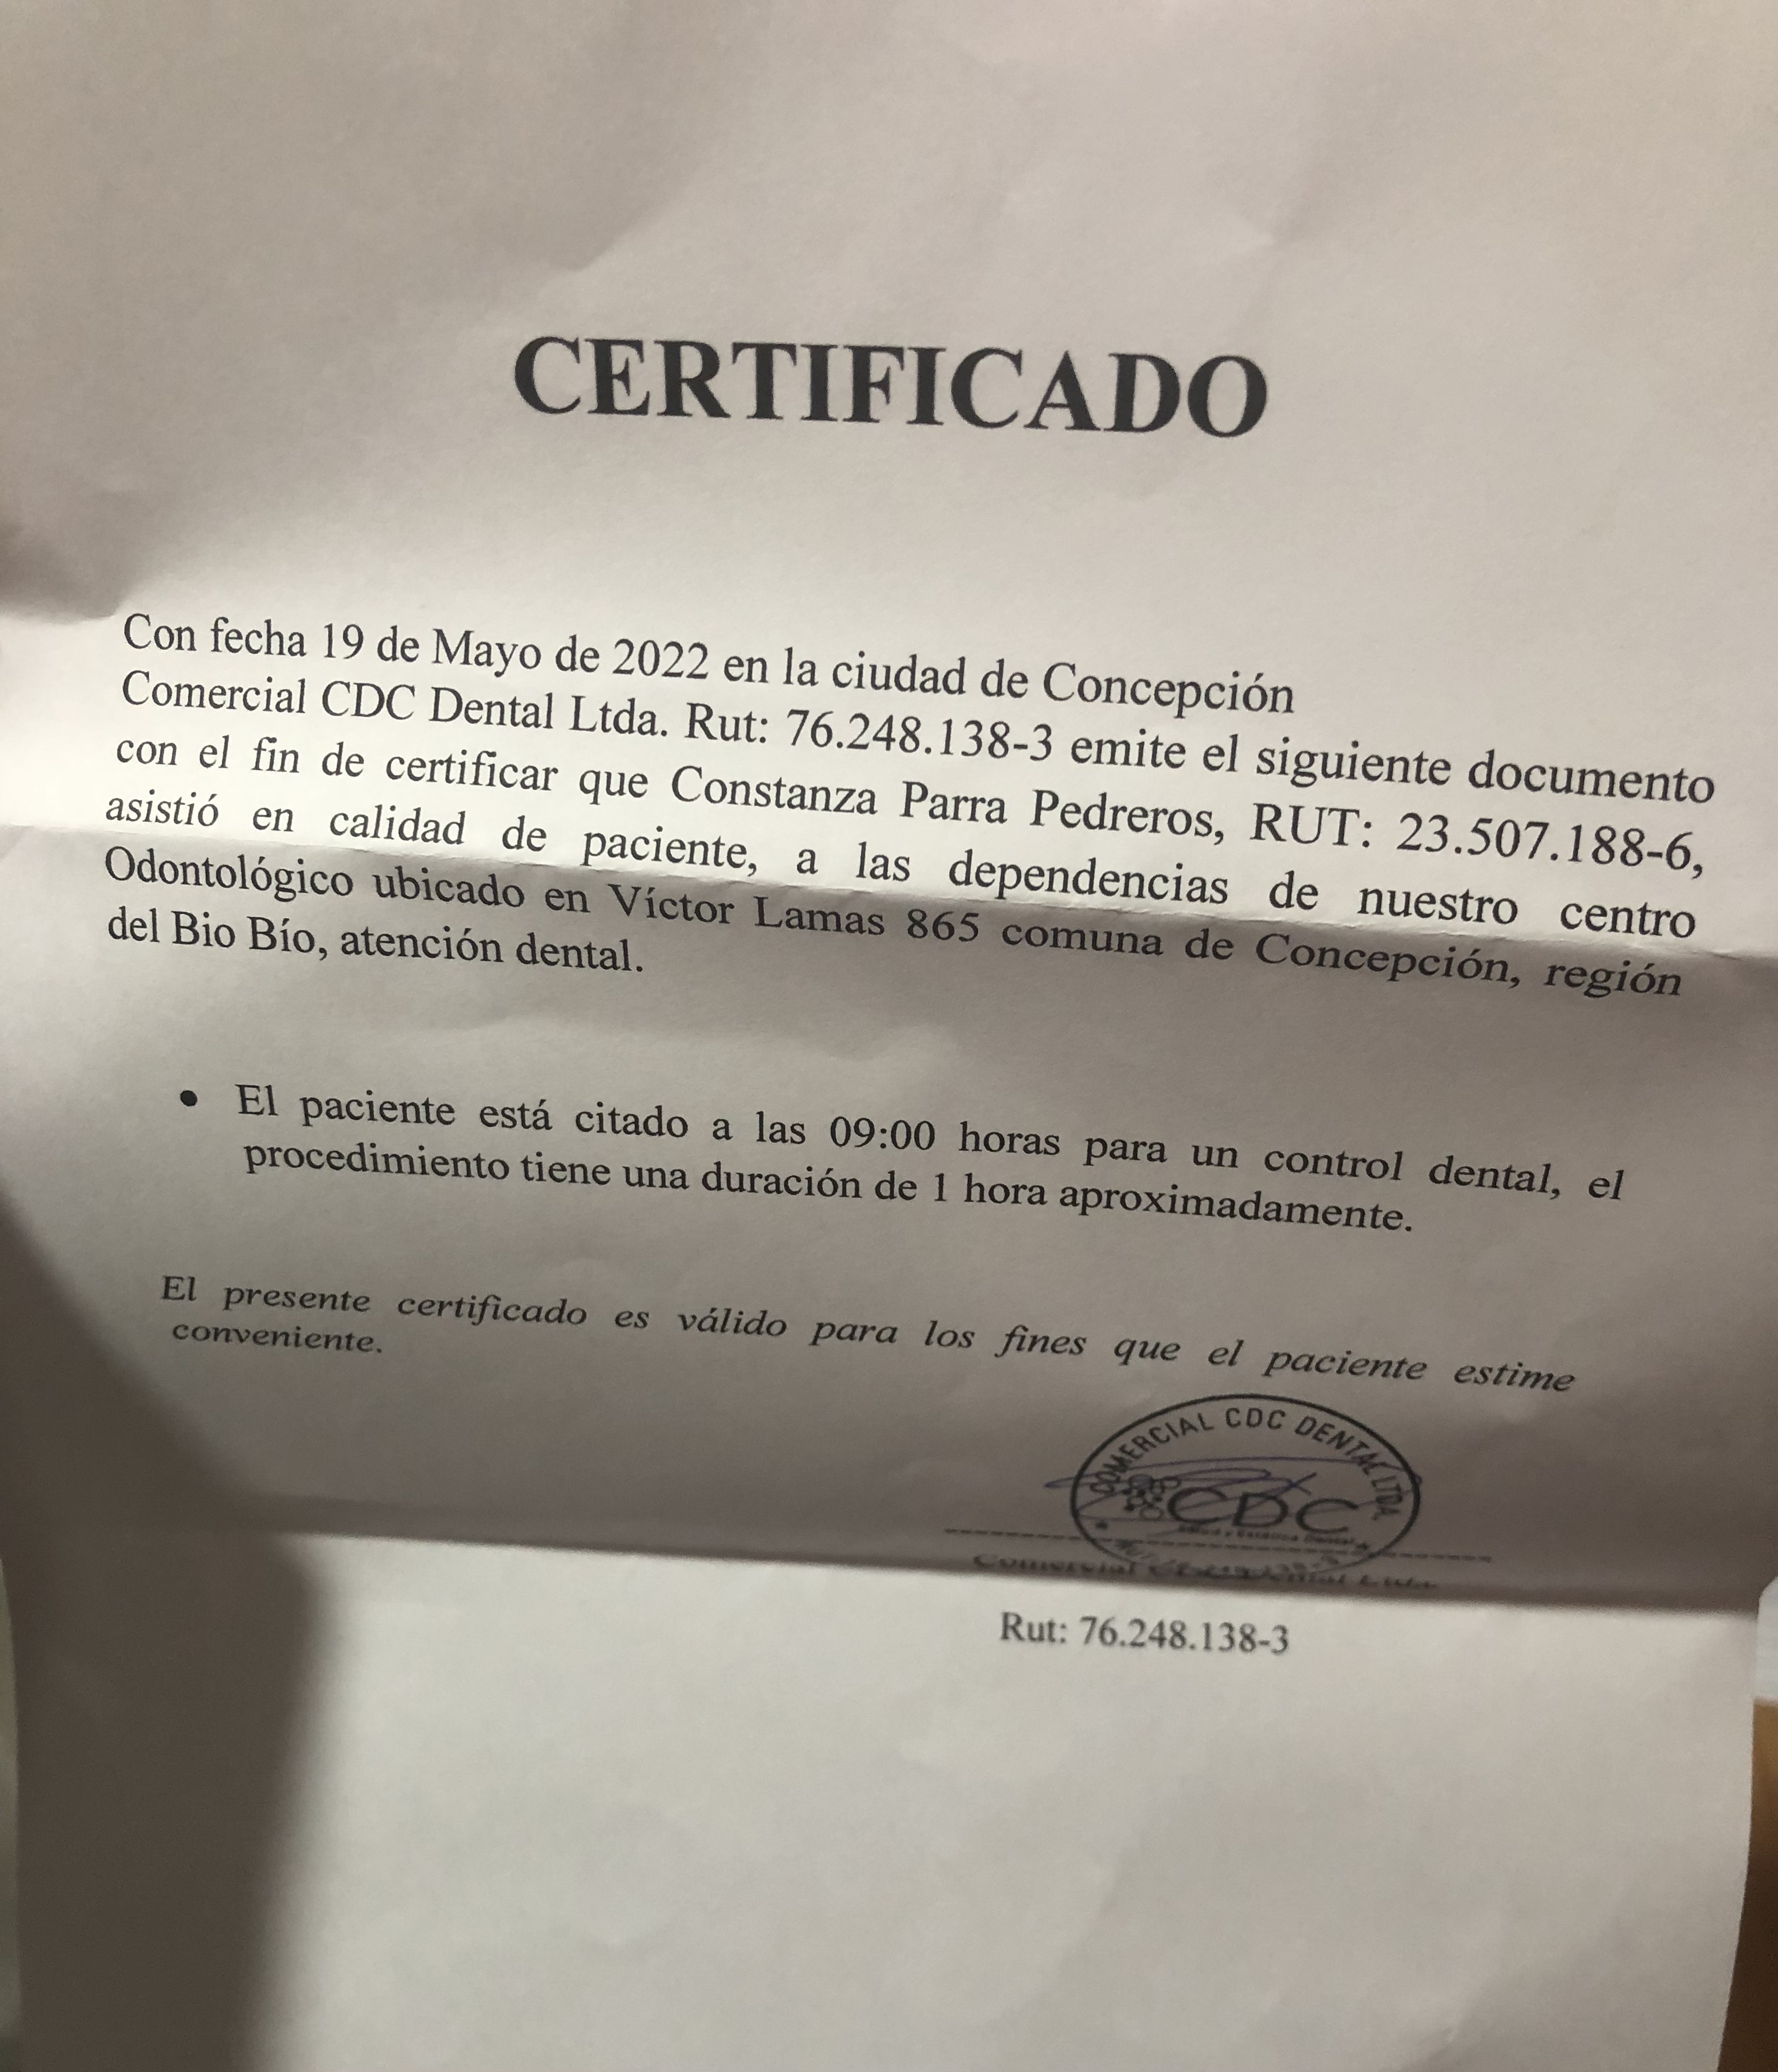 CERTIFICADO
Con fecha 19 de Mayo de 2022 en la ciudad de Concepción
Comercial CDC Dental Ltda. Rut: 76.248.138-3 emite el siguiente documento
con el fin de certificar que Constanza Parra Pedreros, RUT: 23.507.188-6,
asistió en calidad de paciente, a las dependencias de nuestro centro
Odontológico ubicado en Víctor Lamas 865 comuna de Concepción, región
del Bio Bío, atención dental.
• El paciente está citado a las 09:00 horas para un control dental, el
procedimiento tiene una duración de 1 hora aproximadamente.
El presente certificado es válido para los fines que el paciente estime
conveniente.
COMERCIAL CDC DENTAL LTDA.
CDC
Comercial Dental Ltda.
Rut: 76.248.138-3